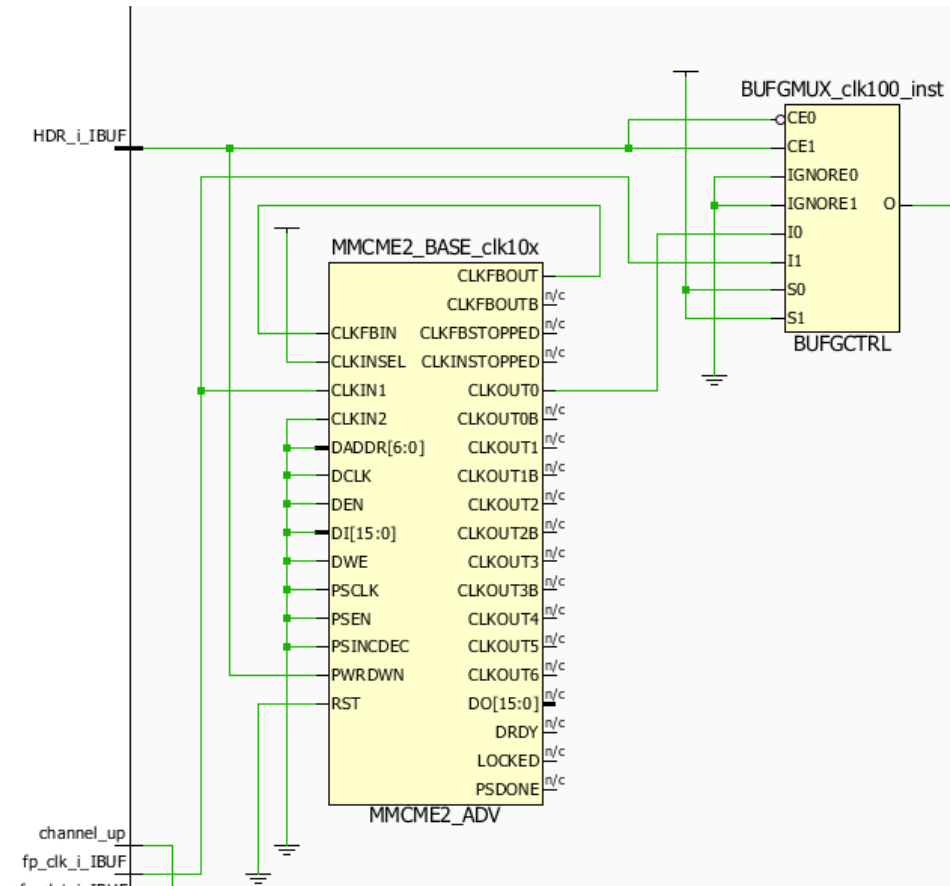 BUFGMUX_clk100_inst
HDR_i_IBUF
CE0
CE1
IGNORE0
IGNORE1 O
I0
I1
S0
S1
BUFGCTRL
MMCME2_BASE_clk10x
CLKFBOUT
CLKFBOUTB n/c
CLKFBIN CLKFBSTOPPED n/c
CLKINSEL CLKINSTOPPED n/c
CLKIN1 CLKOUT0
CLKIN2 CLKOUT0B n/c
DADDR[6:0] CLKOUT1 n/c
DCLK CLKOUT1B n/c
DEN CLKOUT2 n/c
DI[15:0] CLKOUT2B n/c
DWE CLKOUT3 n/c
PSCLK CLKOUT3B n/c
PSEN CLKOUT4 n/c
PSINCDEC CLKOUT5 n/c
PWRDWN CLKOUT6 n/c
RST DO[15:0] n/c
DRDY n/c
LOCKED n/c
PSDONE n/c
MMCME2_ADV
channel_up
fp_clk_i_IBUF